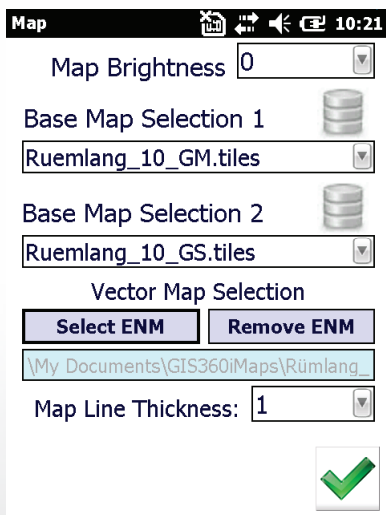 Map 10:21
Map Brightness 0
Base Map Selection 1
Ruemlang_10_GM.tiles
Base Map Selection 2
Ruemlang_10_GS.tiles
Vector Map Selection
Select ENM Remove ENM
\My Documents\GIS360iMaps\Rümlang_
Map Line Thickness: 1